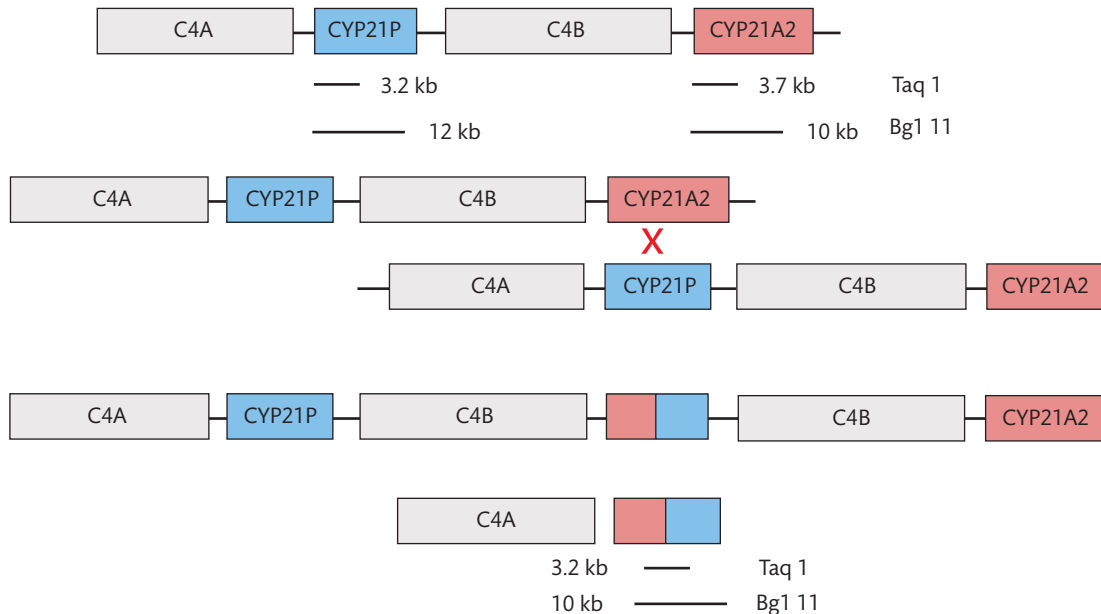 C4A CYP21P C4B CYP21A2
3.2 kb 3.7 kb Taq 1
12 kb 10 kb Bg1 11
C4A CYP21P C4B CYP21A2
X
C4A CYP21P C4B CYP21A2
C4A CYP21P C4B C4B CYP21A2
C4A
3.2 kb Taq 1
10 kb Bg1 11